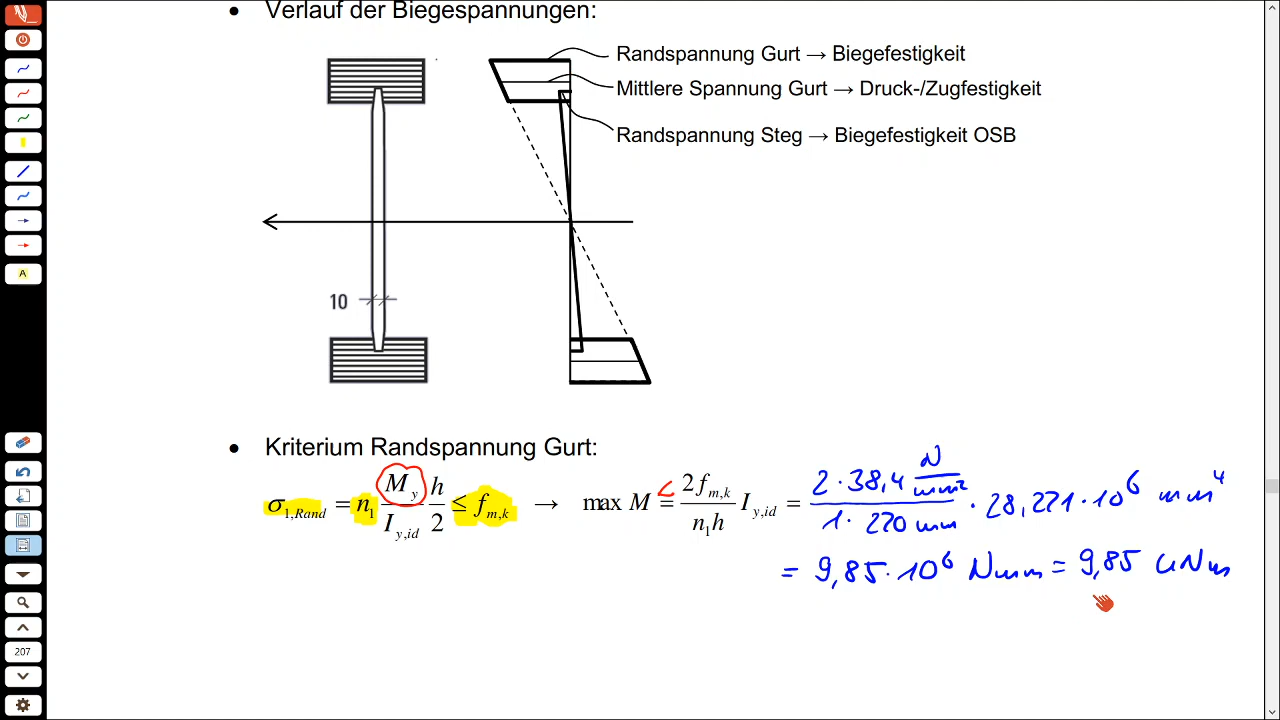 • Verlauf der Biegespannungen:
Randspannung Gurt → Biegefestigkeit
Mittlere Spannung Gurt → Druck-/Zugfestigkeit
Randspannung Steg → Biegefestigkeit OSB
10
• Kriterium Randspannung Gurt:
σ1,Rand = n1 My/Iy,id h/2 ≤ fm,k → max M ≤ 2fm,k/n1h Iy,id = 2·38,4 N/mm²/1·220 mm · 28,221·10⁶ mm⁴
= 9,85·10⁶ Nmm = 9,85 kNm
A
207